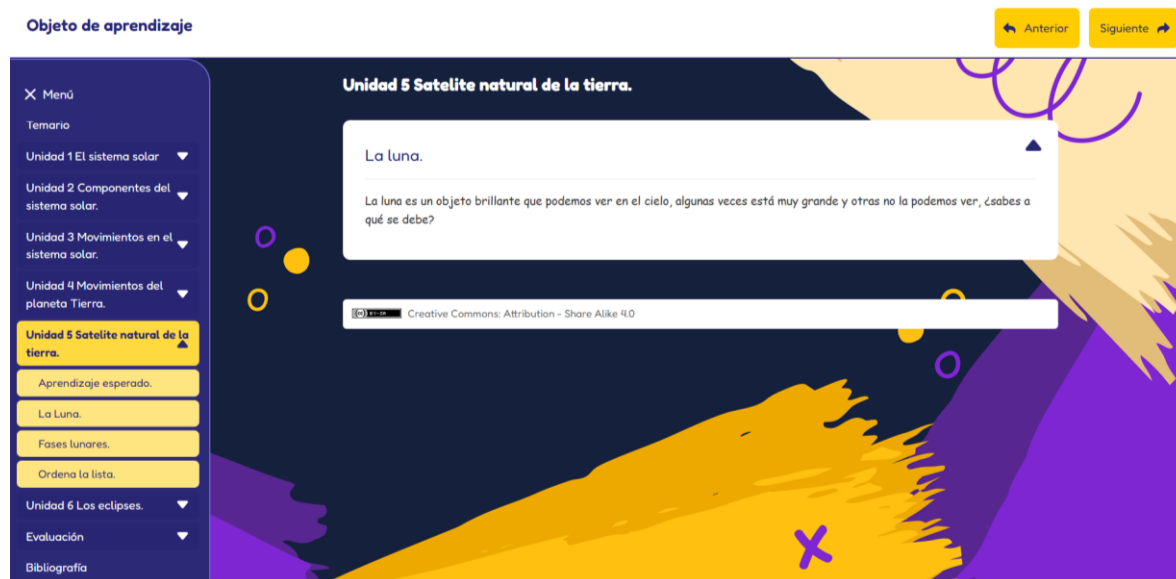 Objeto de aprendizaje
Anterior
Siguiente
Menú
Temario
Unidad 1 El sistema solar
Unidad 2 Componentes del
sistema solar.
Unidad 3 Movimientos en el
sistema solar.
Unidad 4 Movimientos del
planeta Tierra.
Unidad 5 Satelite natural de la
tierra.
Aprendizaje esperado.
La Luna.
Fases lunares.
Ordena la lista.
Unidad 6 Los eclipses.
Evaluación
Bibliografía
Unidad 5 Satelite natural de la tierra.
La luna.
La luna es un objeto brillante que podemos ver en el cielo, algunas veces está muy grande y otras no la podemos ver, ¿sabes a
qué se debe?
(cc) BY-SA Creative Commons: Attribution - Share Alike 4.0